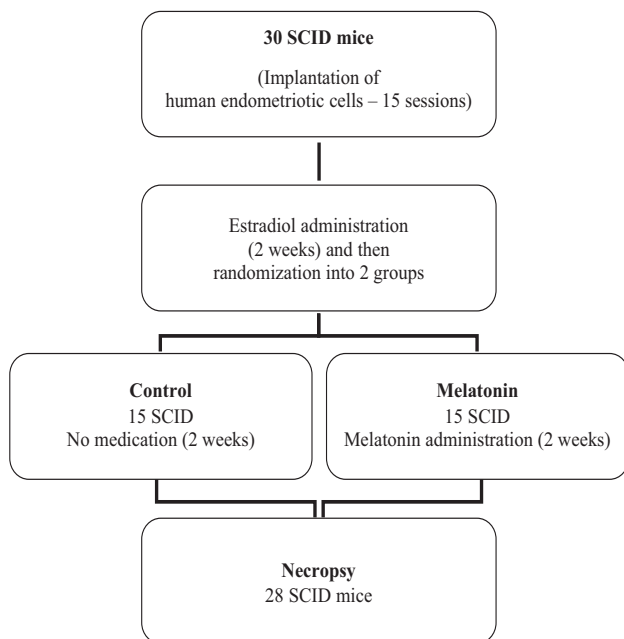 30 SCID mice
(Implantation of
human endometriotic cells – 15 sessions)
Estradiol administration
(2 weeks) and then
randomization into 2 groups
Control
15 SCID
No medication (2 weeks)
Melatonin
15 SCID
Melatonin administration (2 weeks)
Necropsy
28 SCID mice